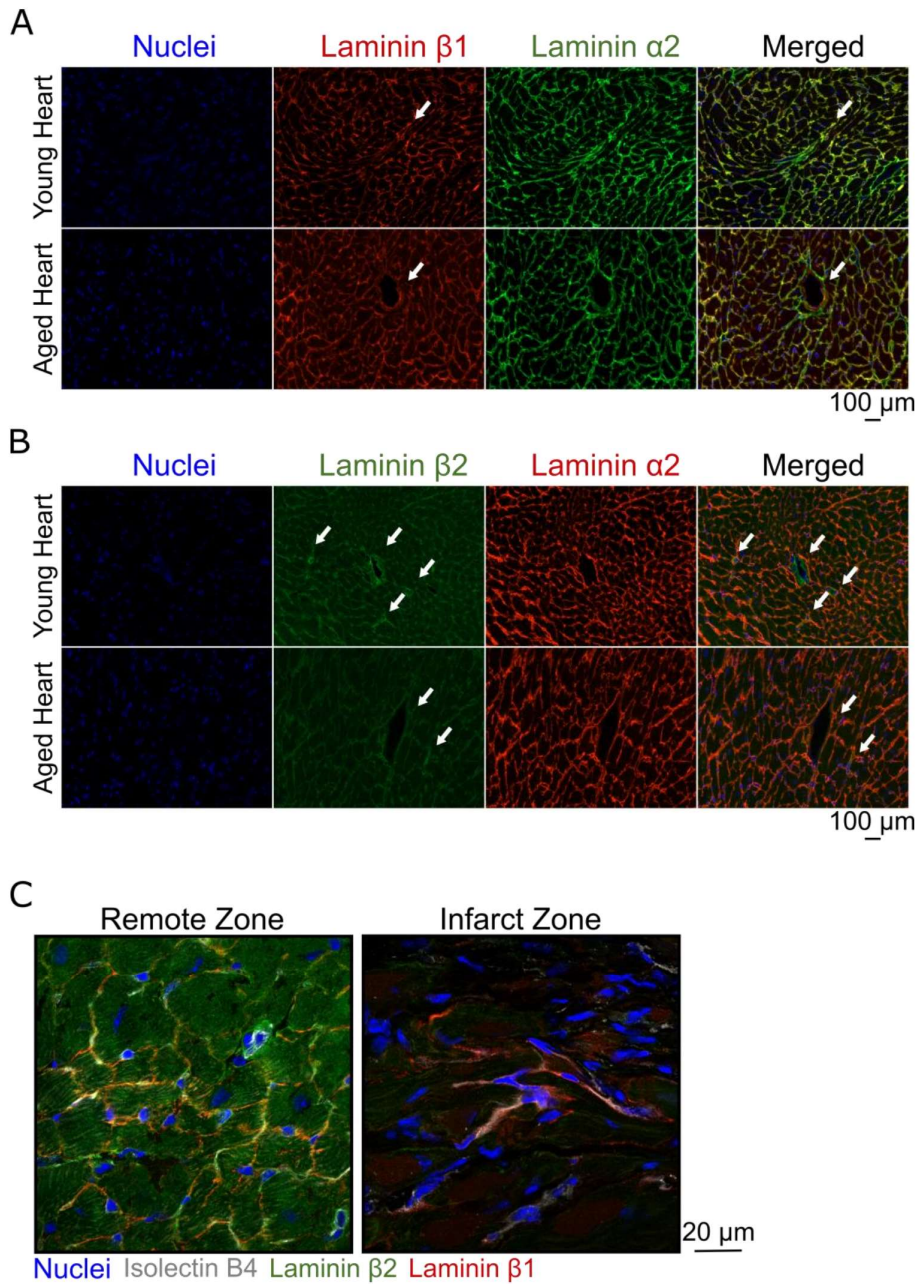 A
Nuclei Laminin β1 Laminin α2 Merged
Young Heart
Aged Heart
100 µm
B
Nuclei Laminin β2 Laminin α2 Merged
Young Heart
Aged Heart
100 µm
C
Remote Zone Infarct Zone
20 µm
Nuclei Isolectin B4 Laminin β2 Laminin β1